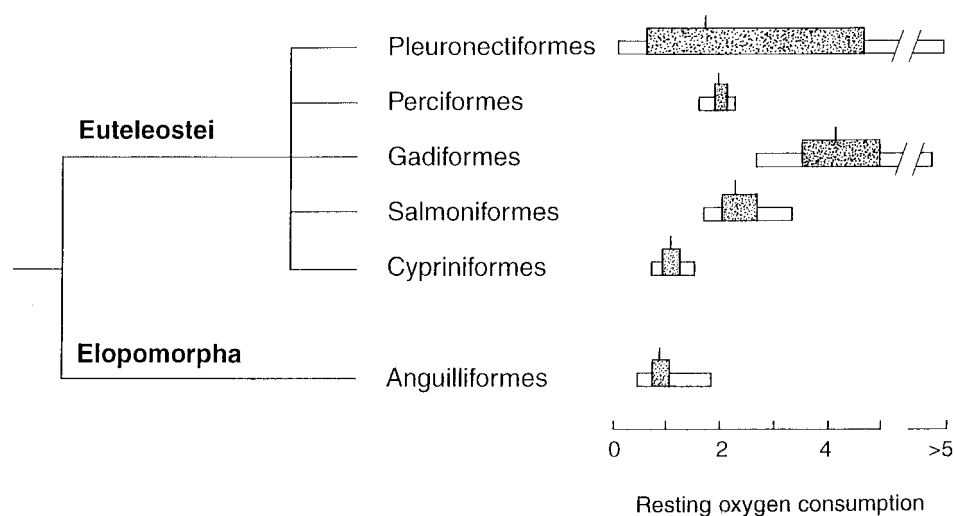 Pleuronectiformes
Perciformes
Euteleostei
Gadiformes
Salmoniformes
Cypriniformes
Elopomorpha
Anguilliformes
0 2 4 >5
Resting oxygen consumption